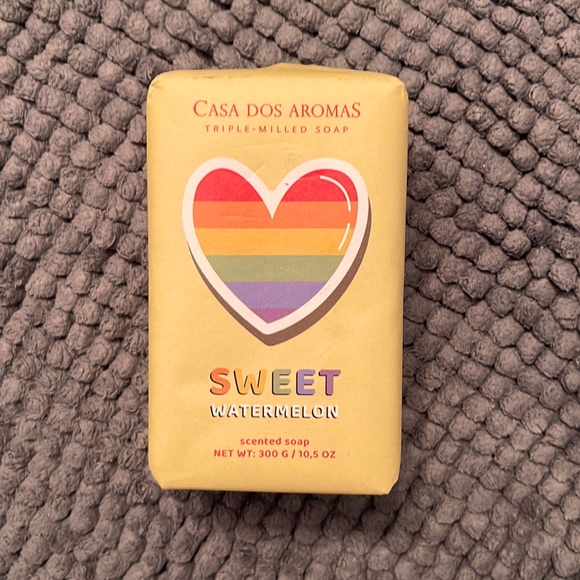 CASA DOS AROMAS
TRIPLE-MILLED SOAP
SWEET
WATERMELON
scented soap
NET WT: 300 G / 10,5 OZ